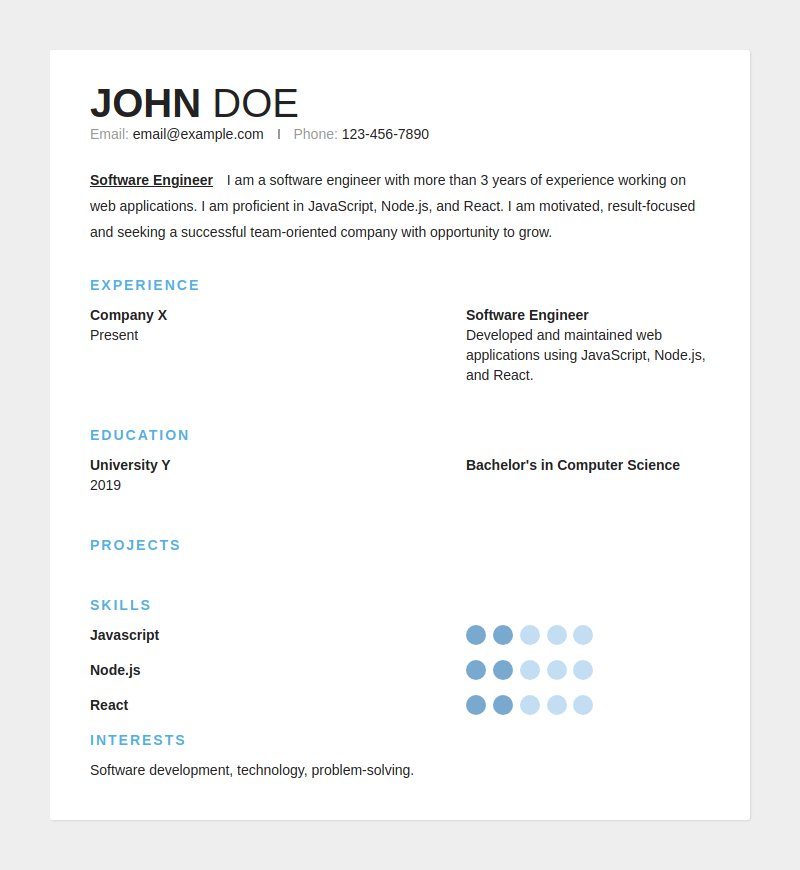 JOHN DOE
Email: email@example.com | Phone: 123-456-7890
Software Engineer I am a software engineer with more than 3 years of experience working on
web applications. I am proficient in JavaScript, Node.js, and React. I am motivated, result-focused
and seeking a successful team-oriented company with opportunity to grow.
EXPERIENCE
Company X
Present
Software Engineer
Developed and maintained web
applications using JavaScript, Node.js,
and React.
EDUCATION
University Y
2019
Bachelor's in Computer Science
PROJECTS
SKILLS
Javascript
Node.js
React
INTERESTS
Software development, technology, problem-solving.